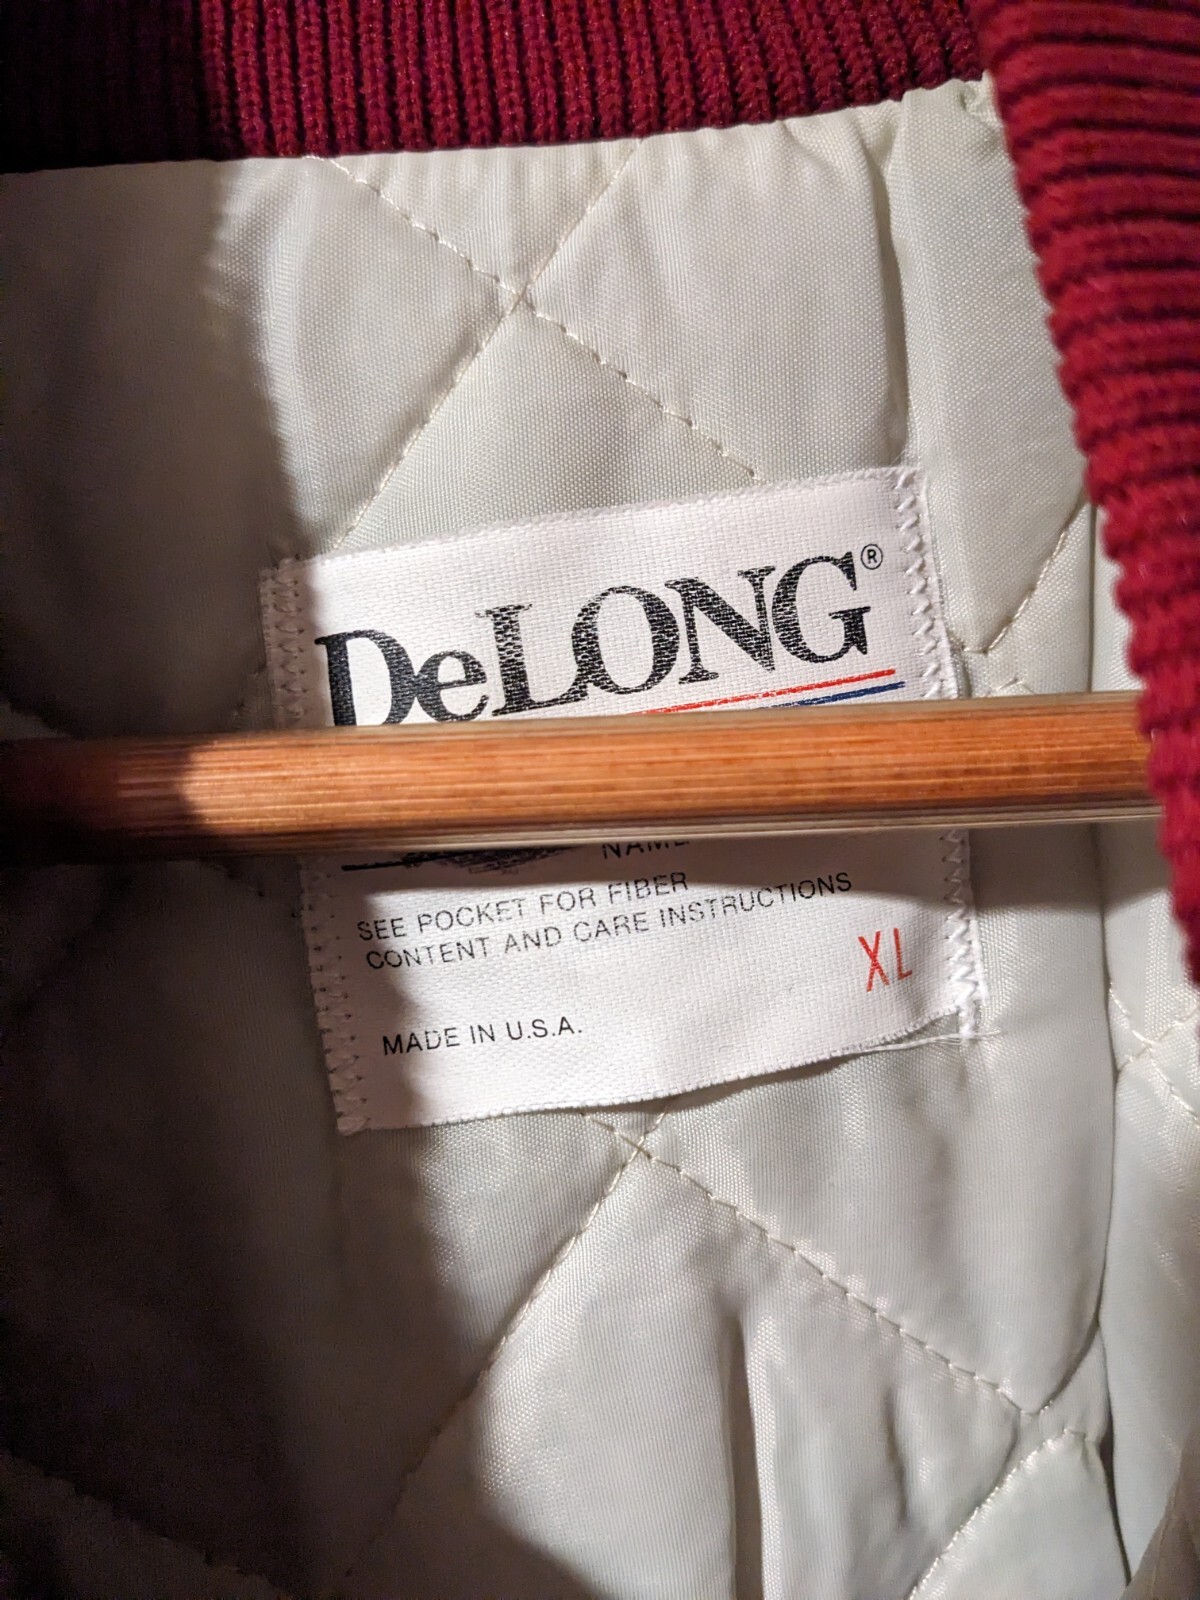 DeLONG®
SEE POCKET FOR FIBER
CONTENT AND CARE INSTRUCTIONS
XL
MADE IN U.S.A.